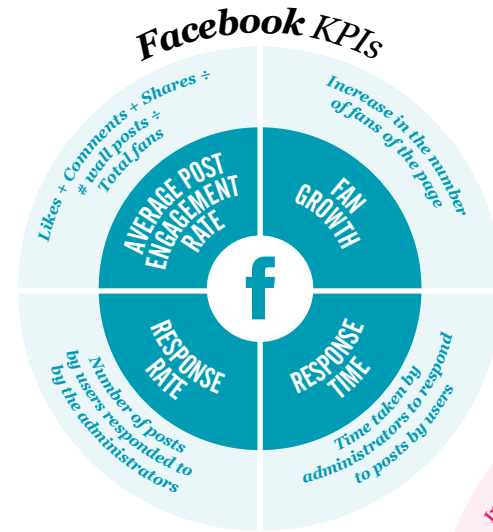 Facebook KPIs
Likes + Comments + Shares ÷
# wall posts ÷
Total fans
AVERAGE POST
ENGAGEMENT
RATE
Increase in the number
of fans of the page
FAN
GROWTH
f
RESPONSE
RATE
Number of posts
by users responded to
by the administrators
RESPONSE
TIME
Time taken by
administrators to respond
to posts by users